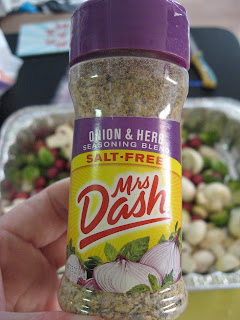 ONION & HERB
SEASONING BLEND
SALT-FREE
Mrs
Dash